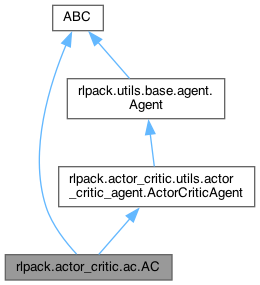 ABC
rlpack.utils.base.agent.
Agent
rlpack.actor_critic.utils.actor
_critic_agent.ActorCriticAgent
rlpack.actor_critic.ac.AC